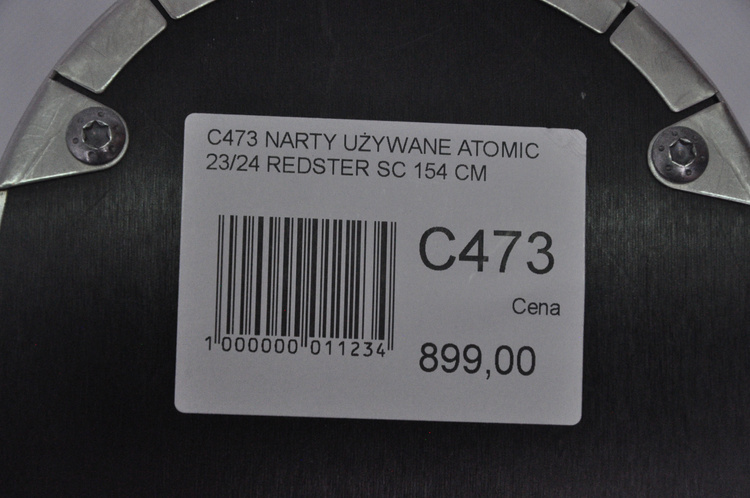 C473 NARTY UŻYWANE ATOMIC
23/24 REDSTER SC 154 CM
C473
Cena
1 000000 011234
899,00